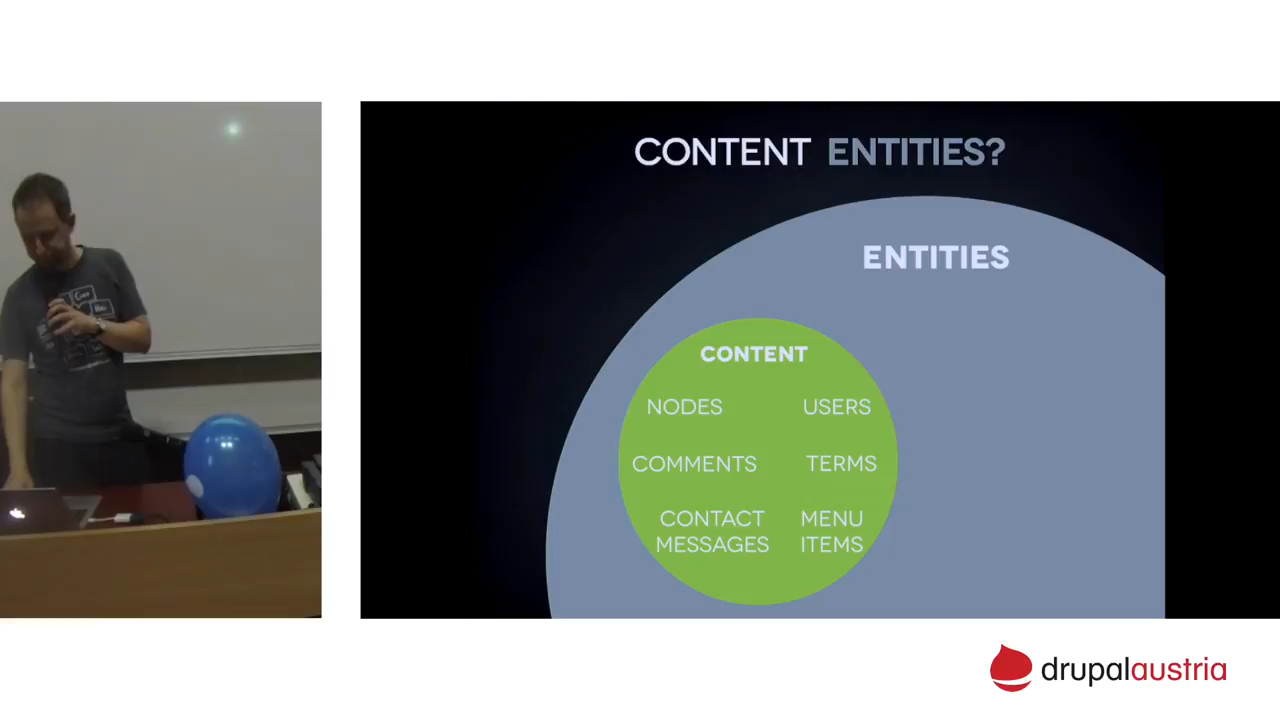 CONTENT ENTITIES?
ENTITIES
CONTENT
NODES USERS
COMMENTS TERMS
CONTACT MENU
MESSAGES ITEMS
drupalaustria